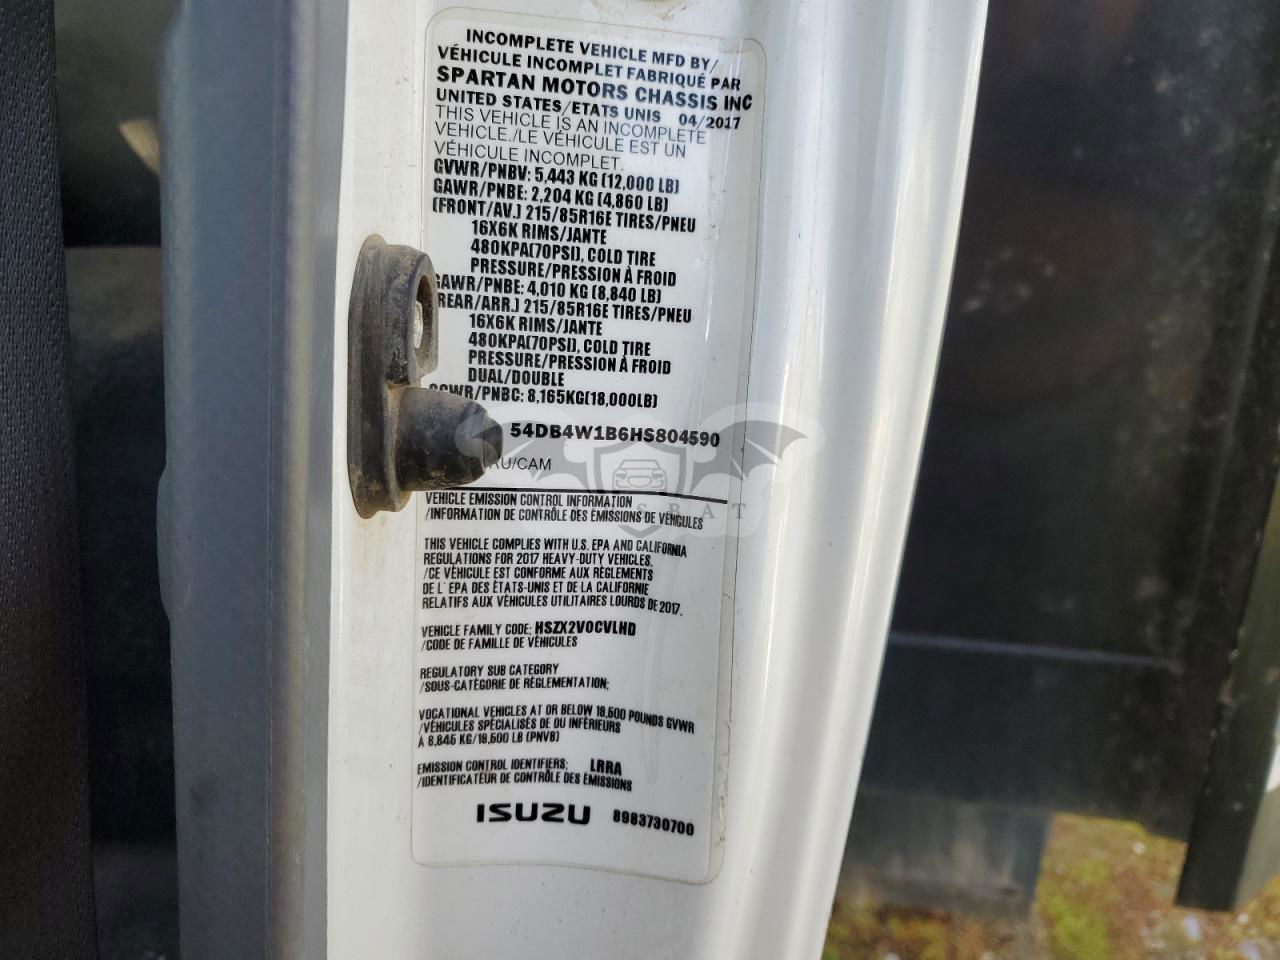 INCOMPLETE VEHICLE MFD BY/
VÉHICULE INCOMPLET FABRIQUÉ PAR
SPARTAN MOTORS CHASSIS INC
UNITED STATES/ETATS UNIS 04/2017
THIS VEHICLE IS AN INCOMPLETE
VEHICLE./LE VÉHICULE EST UN
VÉHICULE INCOMPLET.
GVWR/PNBV: 5,443 KG (12,000 LB)
GAWR/PNBE: 2,204 KG (4,860 LB)
(FRONT/AV.) 215/85R16E TIRES/PNEU
16X6K RIMS/JANTE
480KPA(70PSI), COLD TIRE
PRESSURE/PRESSION À FROID
GAWR/PNBE: 4,010 KG (8,840 LB)
REAR/ARR.) 215/85R16E TIRES/PNEU
16X6K RIMS/JANTE
480KPA(70PSI), COLD TIRE
PRESSURE/PRESSION À FROID
DUAL/DOUBLE
GCWR/PNBC: 8,165KG(18,000LB)
54DB4W1B6HS804590
RU/CAM
VEHICLE EMISSION CONTROL INFORMATION
/INFORMATION DE CONTRÔLE DES ÉMISSIONS DE VÉHICULES
THIS VEHICLE COMPLIES WITH U.S. EPA AND CALIFORNIA
REGULATIONS FOR 2017 HEAVY-DUTY VEHICLES.
/CE VÉHICULE EST CONFORME AUX RÈGLEMENTS
DE L'EPA DES ÉTATS-UNIS ET DE LA CALIFORNIE
RELATIFS AUX VÉHICULES UTILITAIRES LOURDS DE 2017.
VEHICLE FAMILY CODE: HSZX2VOCVLHD
/CODE DE FAMILLE DE VÉHICULES
REGULATORY SUB CATEGORY
/SOUS-CATÉGORIE DE RÉGLEMENTATION:
VOCATIONAL VEHICLES AT OR BELOW 19,500 POUNDS GVWR
/VÉHICULES SPÉCIALISÉS DE OU INFÉRIEURS
À 8,845 KG/19,500 LB (PNVB)
EMISSION CONTROL IDENTIFIERS: LRRA
/IDENTIFICATEUR DE CONTRÔLE DES ÉMISSIONS
ISUZU 8983730700